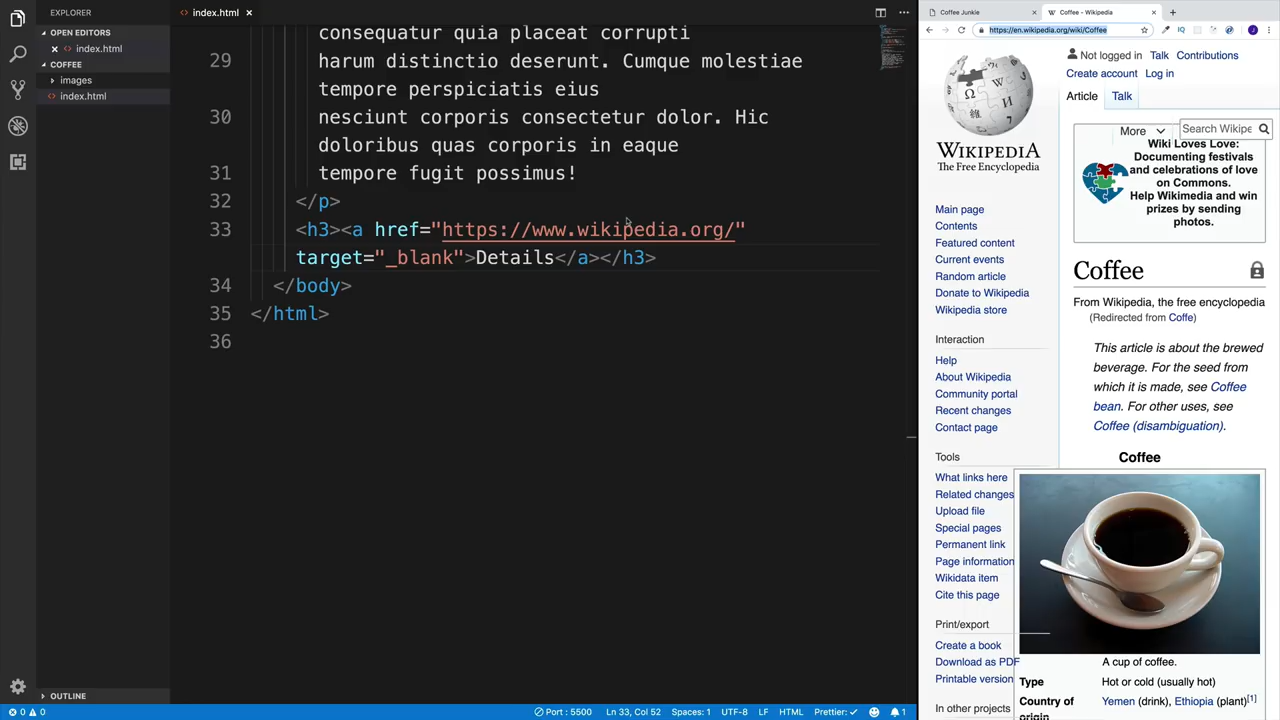 EXPLORER
OPEN EDITORS
index.html
COFFEE
images
index.html
OUTLINE
index.html
consequatur quia placeat corrupti
29 harum distinctio deserunt. Cumque molestiae
tempore perspiciatis eius
30 nesciunt corporis consectetur dolor. Hic
doloribus quas corporis in eaque
31 tempore fugit possimus!
32 </p>
33 <h3><a href="https://www.wikipedia.org/"
target="_blank">Details</a></h3>
34 </body>
35 </html>
36
0 0
Port : 5500 Ln 33, Col 52 Spaces: 1 UTF-8 LF HTML Prettier: 1
Coffee Junkie
Coffee - Wikipedia
https://en.wikipedia.org/wiki/Coffee
WIKIPEDIA
The Free Encyclopedia
Main page
Contents
Featured content
Current events
Random article
Donate to Wikipedia
Wikipedia store
Interaction
Help
About Wikipedia
Community portal
Recent changes
Contact page
Tools
What links here
Related changes
Upload file
Special pages
Permanent link
Page information
Wikidata item
Cite this page
Print/export
Create a book
Download as PDF
Printable version
In other projects
Not logged in Talk Contributions
Create account Log in
Article Talk
More Search Wikipe
Wiki Loves Love:
Documenting festivals
and celebrations of love
on Commons.
Help Wikimedia and win
prizes by sending
photos.
Coffee
From Wikipedia, the free encyclopedia
(Redirected from Coffe)
This article is about the brewed
beverage. For the seed from
which it is made, see Coffee
bean. For other uses, see
Coffee (disambiguation).
Coffee
A cup of coffee.
Type Hot or cold (usually hot)
Country of Yemen (drink), Ethiopia (plant)[1]
origin